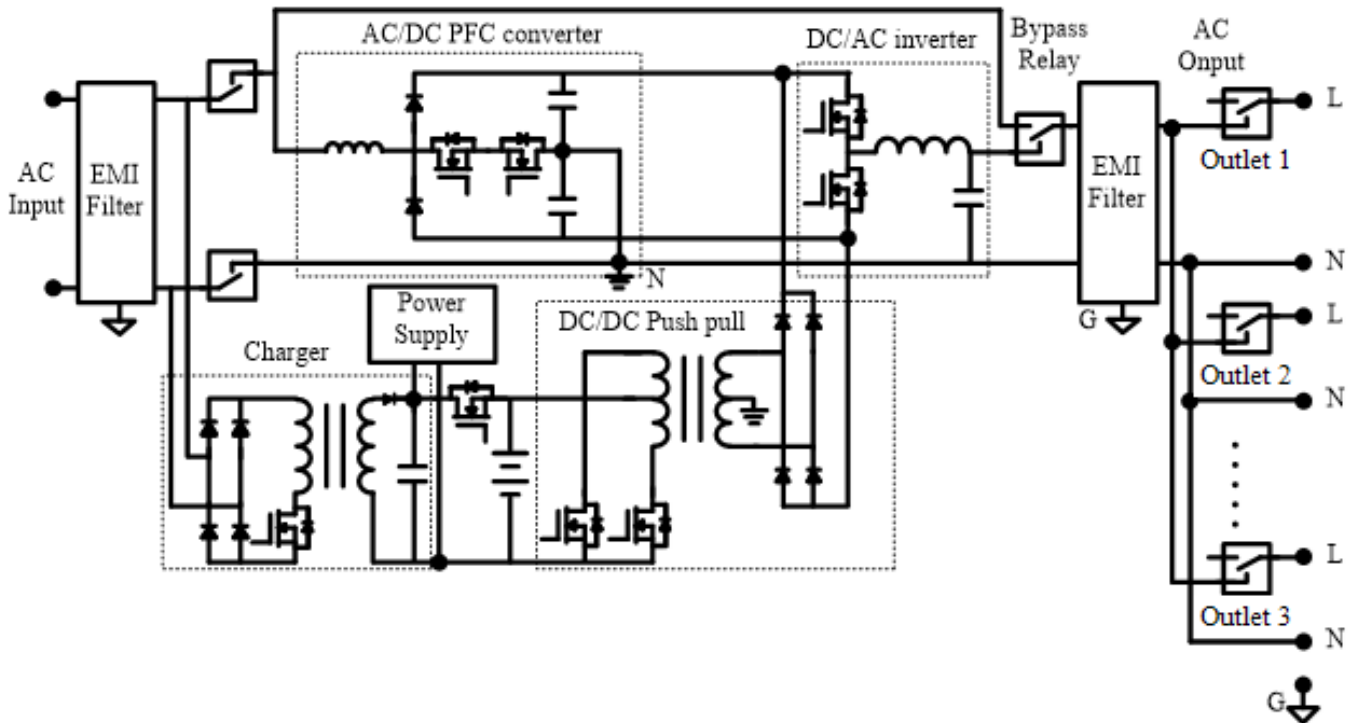 AC/DC PFC converter
DC/AC inverter
Bypass
Relay
AC
Onput
L
Outlet 1
AC
Input
EMI
Filter
EMI
Filter
N
N
Power
Supply
DC/DC Push pull
G
L
Outlet 2
N
Charger
L
Outlet 3
N
G